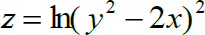 z = ln( y² − 2x)²